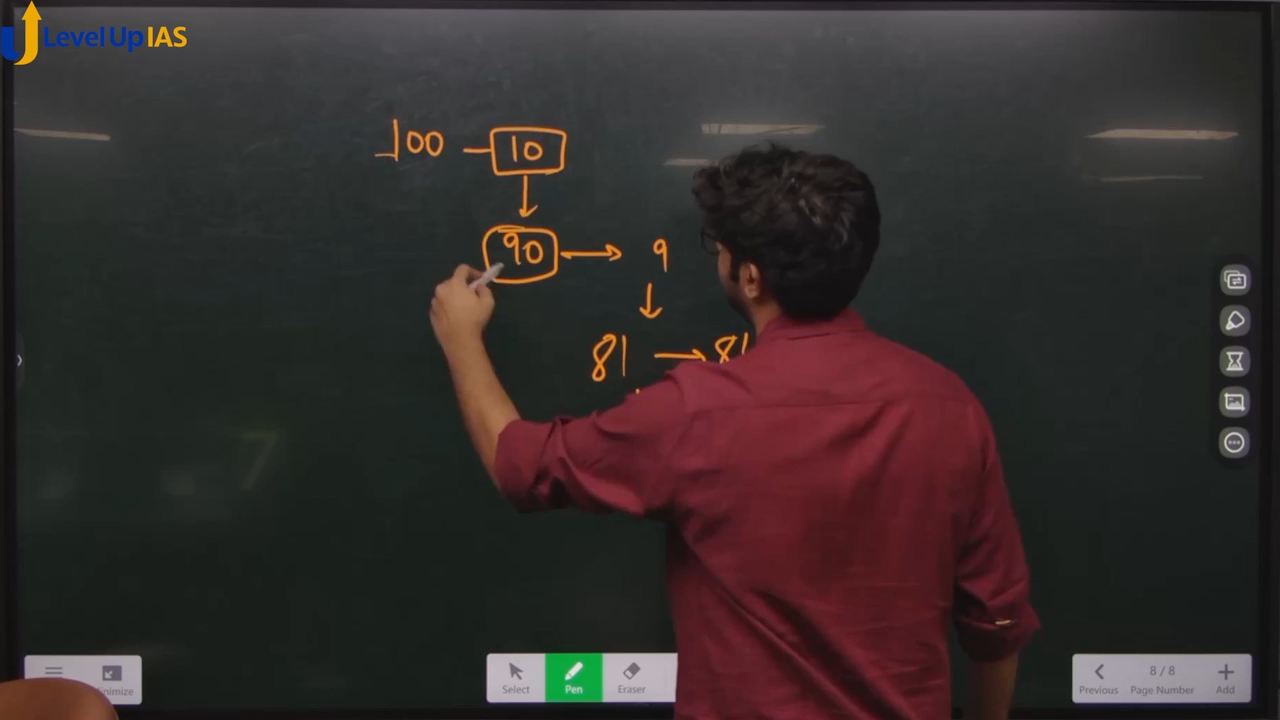 Level Up IAS
100 – 10
↓
90 → 9
↓
81 → 81
Select
Pen
Eraser
Previous
8/8
Page Number
Add